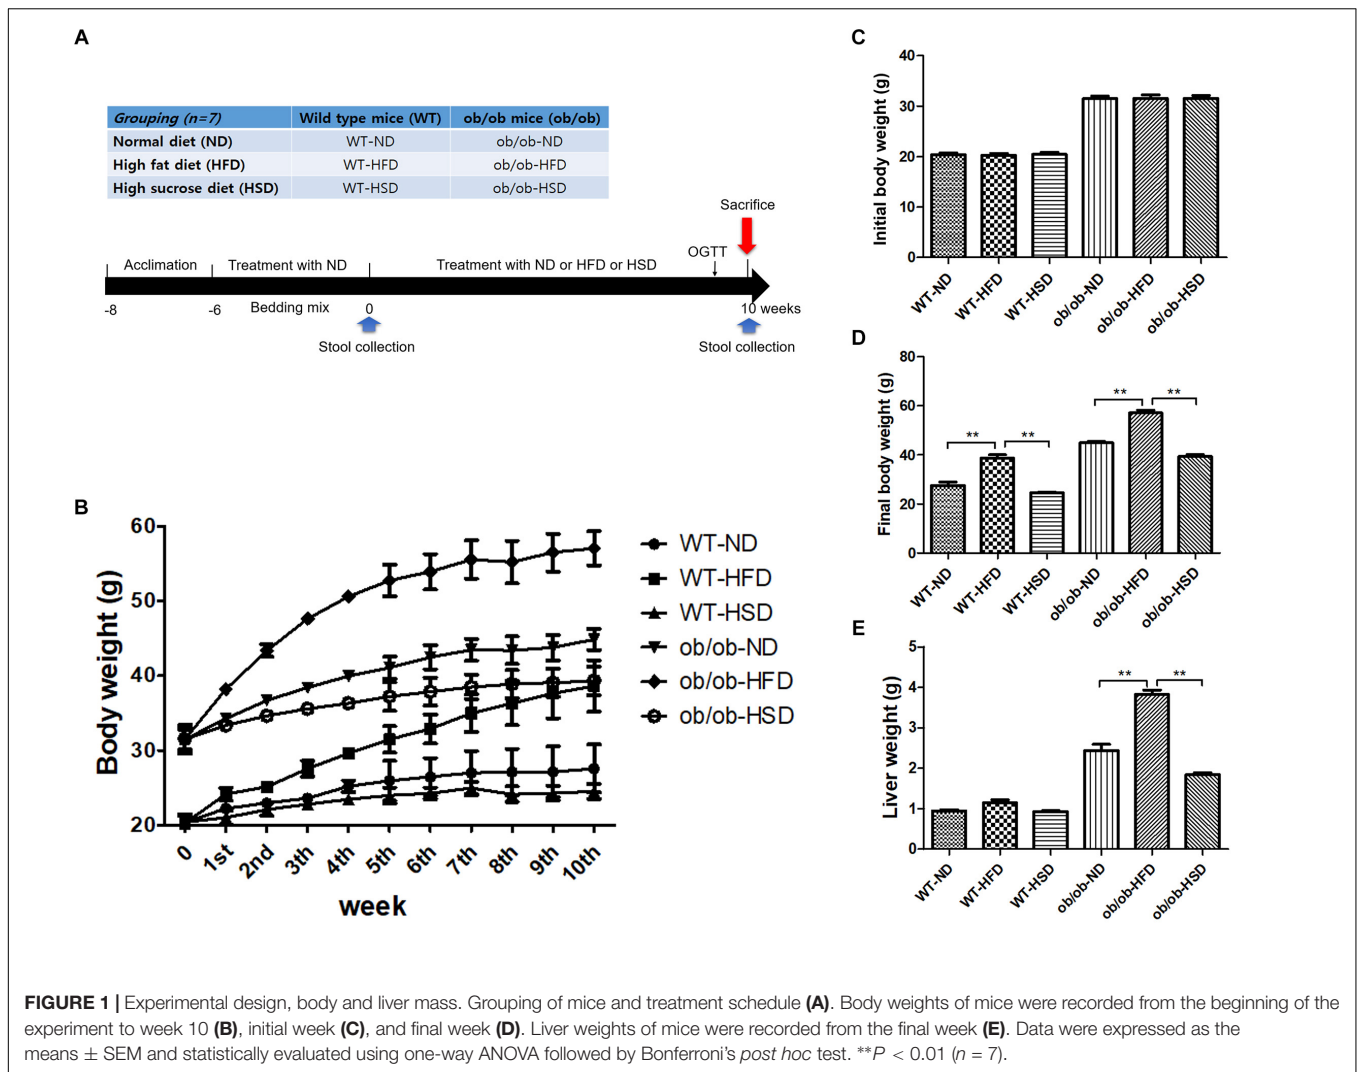 A
Grouping (n=7) Wild type mice (WT) ob/ob mice (ob/ob)
Normal diet (ND) WT-ND ob/ob-ND
High fat diet (HFD) WT-HFD ob/ob-HFD
High sucrose diet (HSD) WT-HSD ob/ob-HSD
Sacrifice
OGTT
Acclimation Treatment with ND Treatment with ND or HFD or HSD
-8 -6 Bedding mix 0 10 weeks
Stool collection Stool collection
B
Body weight (g)
60
50
40
30
20
0 1st 2nd 3th 4th 5th 6th 7th 8th 9th 10th
week
WT-ND
WT-HFD
WT-HSD
ob/ob-ND
ob/ob-HFD
ob/ob-HSD
C
Initial body weight (g)
40
30
20
10
0
WT-ND WT-HFD WT-HSD ob/ob-ND ob/ob-HFD ob/ob-HSD
D
Final body weight (g)
80
60
40
20
0
** ** ** **
WT-ND WT-HFD WT-HSD ob/ob-ND ob/ob-HFD ob/ob-HSD
E
Liver weight (g)
5
4
3
2
1
0
** **
WT-ND WT-HFD WT-HSD ob/ob-ND ob/ob-HFD ob/ob-HSD
FIGURE 1 | Experimental design, body and liver mass. Grouping of mice and treatment schedule (A). Body weights of mice were recorded from the beginning of the
experiment to week 10 (B), initial week (C), and final week (D). Liver weights of mice were recorded from the final week (E). Data were expressed as the
means ± SEM and statistically evaluated using one-way ANOVA followed by Bonferroni's post hoc test. **P < 0.01 (n = 7).